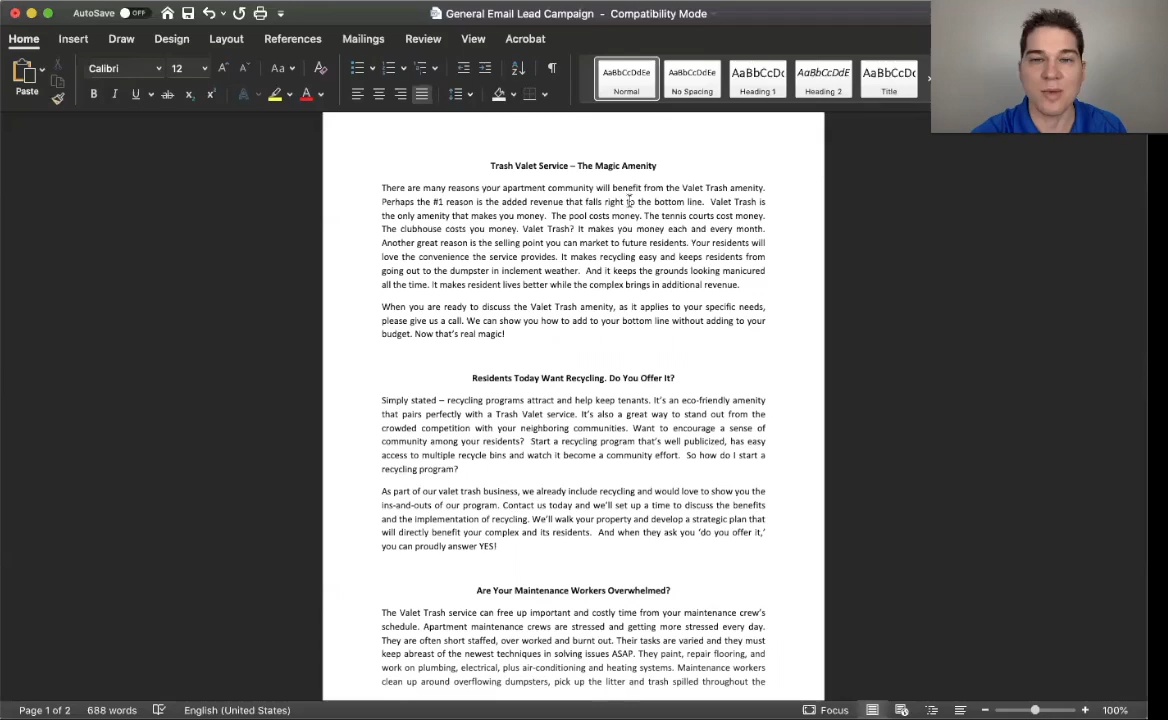 AutoSave OFF
General Email Lead Campaign - Compatibility Mode
Home Insert Draw Design Layout References Mailings Review View Acrobat
Paste
Calibri 12
AaBbCcDdEe Normal
AaBbCcDdEe No Spacing
AaBbCcDc Heading 1
AaBbCcDdE Heading 2
AaBbCcDc Title
Trash Valet Service – The Magic Amenity
There are many reasons your apartment community will benefit from the Valet Trash amenity.
Perhaps the #1 reason is the added revenue that falls right to the bottom line. Valet Trash is
the only amenity that makes you money. The pool costs money. The tennis courts cost money.
The clubhouse costs you money. Valet Trash? It makes you money each and every month.
Another great reason is the selling point you can market to future residents. Your residents will
love the convenience the service provides. It makes recycling easy and keeps residents from
going out to the dumpster in inclement weather. And it keeps the grounds looking manicured
all the time. It makes resident lives better while the complex brings in additional revenue.
When you are ready to discuss the Valet Trash amenity, as it applies to your specific needs,
please give us a call. We can show you how to add to your bottom line without adding to your
budget. Now that's real magic!
Residents Today Want Recycling. Do You Offer It?
Simply stated – recycling programs attract and help keep tenants. It's an eco-friendly amenity
that pairs perfectly with a Trash Valet service. It's also a great way to stand out from the
crowded competition with your neighboring communities. Want to encourage a sense of
community among your residents? Start a recycling program that's well publicized, has easy
access to multiple recycle bins and watch it become a community effort. So how do I start a
recycling program?
As part of our valet trash business, we already include recycling and would love to show you the
ins-and-outs of our program. Contact us today and we'll set up a time to discuss the benefits
and the implementation of recycling. We'll walk your property and develop a strategic plan that
will directly benefit your complex and its residents. And when they ask you 'do you offer it,'
you can proudly answer YES!
Are Your Maintenance Workers Overwhelmed?
The Valet Trash service can free up important and costly time from your maintenance crew's
schedule. Apartment maintenance crews are stressed and getting more stressed every day.
They are often short staffed, over worked and burnt out. Their tasks are varied and they must
keep abreast of the newest techniques in solving issues ASAP. They paint, repair flooring, and
work on plumbing, electrical, plus air-conditioning and heating systems. Maintenance workers
clean up around overflowing dumpsters, pick up the litter and trash spilled throughout the
Page 1 of 2 688 words English (United States) Focus 100%